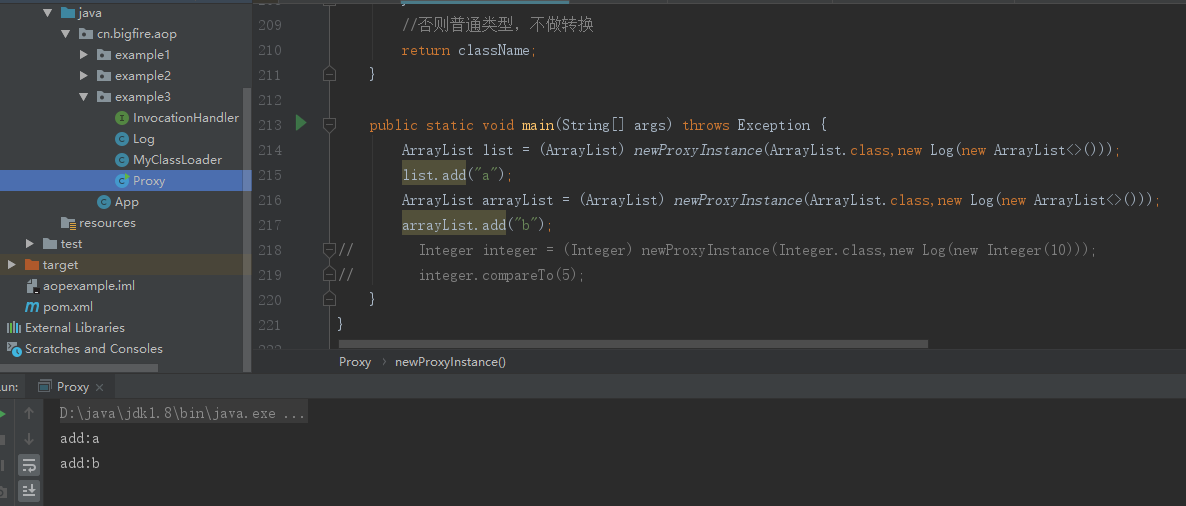 java
cn.bigfire.aop
example1
example2
example3
InvocationHandler
Log
MyClassLoader
Proxy
App
resources
test
target
aopexample.iml
pom.xml
External Libraries
Scratches and Consoles
209 //否则普通类型，不做转换
210 return className;
211 }
212
213 public static void main(String[] args) throws Exception {
214 ArrayList list = (ArrayList) newProxyInstance(ArrayList.class,new Log(new ArrayList<>()));
215 list.add("a");
216 ArrayList arrayList = (ArrayList) newProxyInstance(ArrayList.class,new Log(new ArrayList<>()));
217 arrayList.add("b");
218 // Integer integer = (Integer) newProxyInstance(Integer.class,new Log(new Integer(10)));
219 // integer.compareTo(5);
220 }
221 }
Proxy › newProxyInstance()
un: Proxy ×
D:\java\jdk1.8\bin\java.exe ...
add:a
add:b